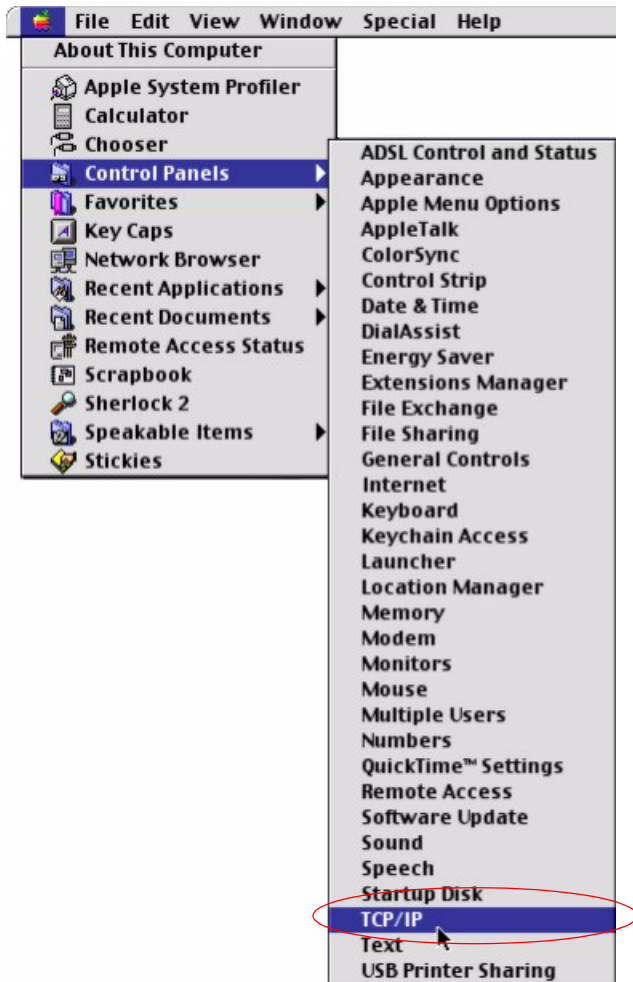 File Edit View Window Special Help
About This Computer
Apple System Profiler
Calculator
Chooser
Control Panels
Favorites
Key Caps
Network Browser
Recent Applications
Recent Documents
Remote Access Status
Scrapbook
Sherlock 2
Speakable Items
Stickies
ADSL Control and Status
Appearance
Apple Menu Options
AppleTalk
ColorSync
Control Strip
Date & Time
DialAssist
Energy Saver
Extensions Manager
File Exchange
File Sharing
General Controls
Internet
Keyboard
Keychain Access
Launcher
Location Manager
Memory
Modem
Monitors
Mouse
Multiple Users
Numbers
QuickTime™ Settings
Remote Access
Software Update
Sound
Speech
Startup Disk
TCP/IP
Text
USB Printer Sharing